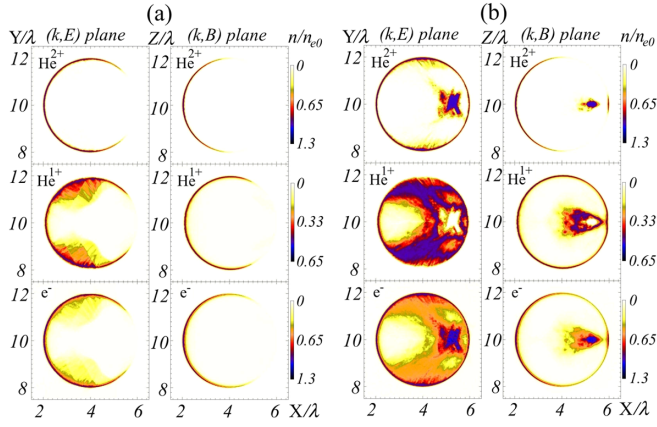 (a) (b)
Y/λ (k,E) plane Z/λ (k,B) plane n/n_e0 Y/λ (k,E) plane Z/λ (k,B) plane n/n_e0
12 He²⁺ 12 He²⁺ 0 12 He²⁺ 12 He²⁺ 0
10 10 0.65 10 10 0.65
8 8 1.3 8 8 1.3
12 He¹⁺ 12 He¹⁺ 0 12 He¹⁺ 12 He¹⁺ 0
10 10 0.33 10 10 0.33
8 8 0.65 8 8 0.65
12 e⁻ 12 e⁻ 0 12 e⁻ 12 e⁻ 0
10 10 0.65 10 10 0.65
8 8 1.3 8 8 1.3
2 4 6 2 4 6 X/λ 2 4 6 2 4 6 X/λ